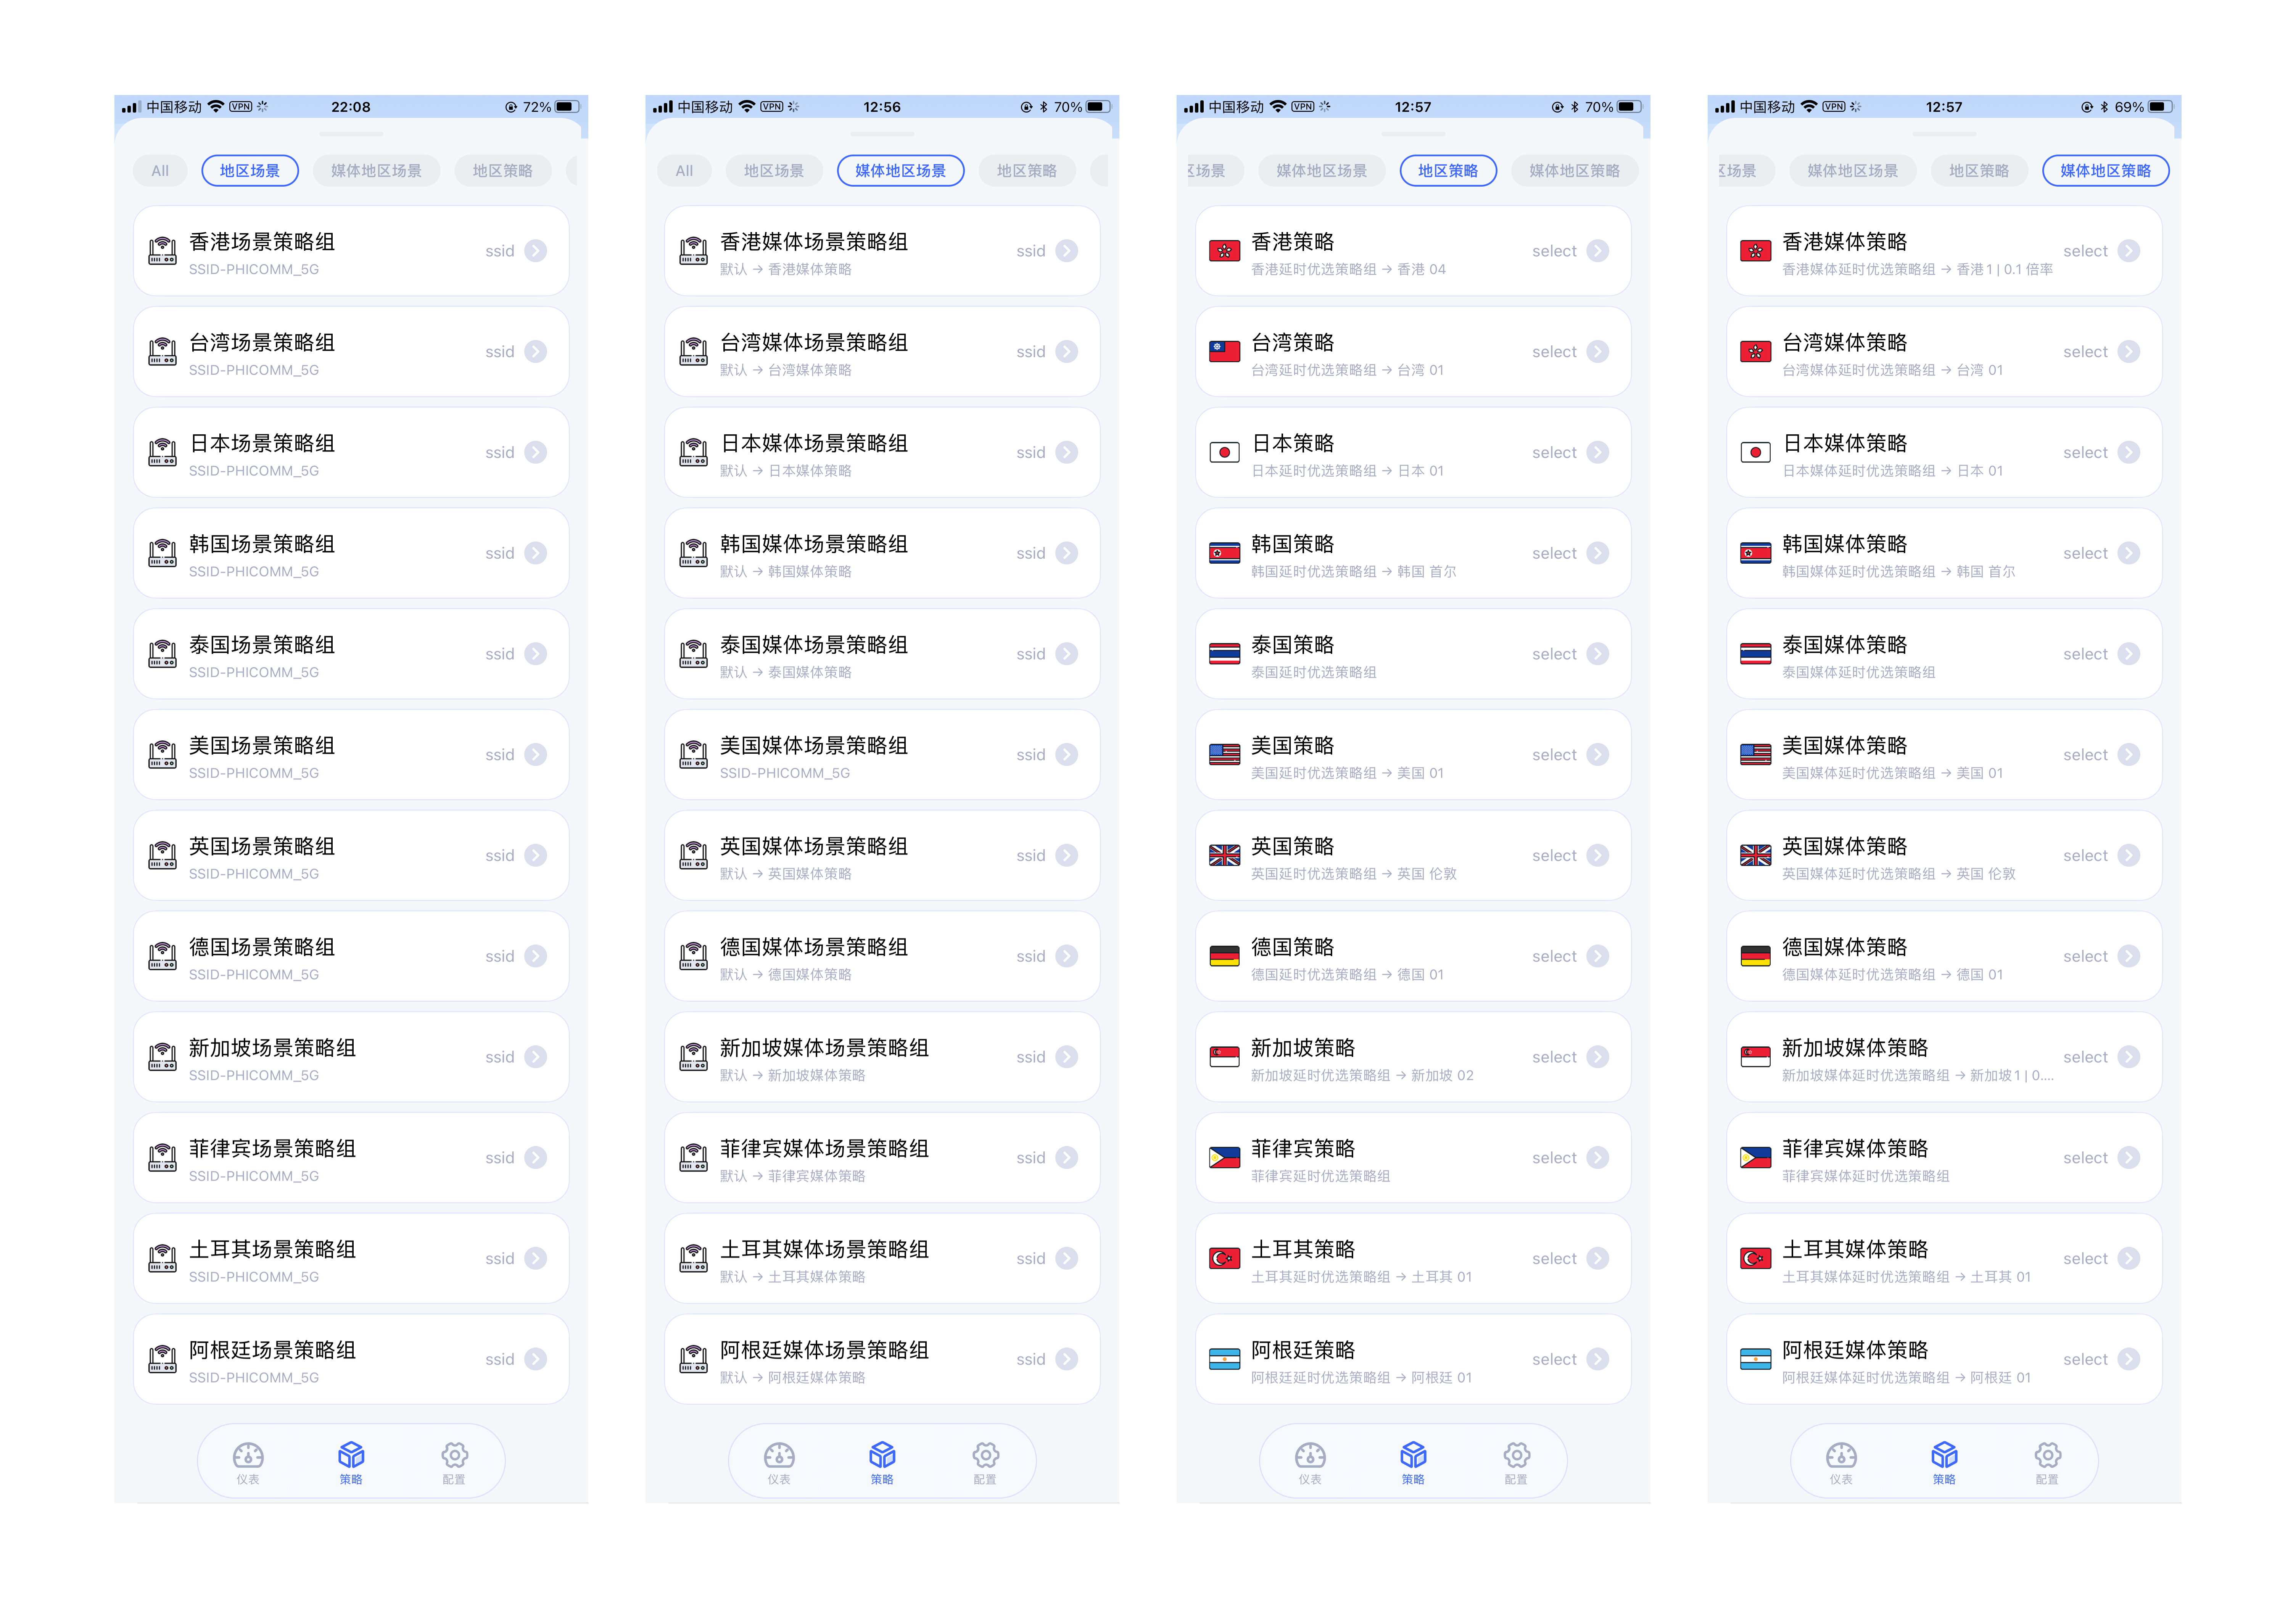 中国移动 VPN 22:08 72%
All 地区场景 媒体地区场景 地区策略
香港场景策略组 ssid
SSID-PHICOMM_5G
台湾场景策略组 ssid
SSID-PHICOMM_5G
日本场景策略组 ssid
SSID-PHICOMM_5G
韩国场景策略组 ssid
SSID-PHICOMM_5G
泰国场景策略组 ssid
SSID-PHICOMM_5G
美国场景策略组 ssid
SSID-PHICOMM_5G
英国场景策略组 ssid
SSID-PHICOMM_5G
德国场景策略组 ssid
SSID-PHICOMM_5G
新加坡场景策略组 ssid
SSID-PHICOMM_5G
菲律宾场景策略组 ssid
SSID-PHICOMM_5G
土耳其场景策略组 ssid
SSID-PHICOMM_5G
阿根廷场景策略组 ssid
SSID-PHICOMM_5G
仪表 策略 配置
中国移动 VPN 12:56 70%
All 地区场景 媒体地区场景 地区策略
香港媒体场景策略组 ssid
默认 → 香港媒体策略
台湾媒体场景策略组 ssid
默认 → 台湾媒体策略
日本媒体场景策略组 ssid
默认 → 日本媒体策略
韩国媒体场景策略组 ssid
默认 → 韩国媒体策略
泰国媒体场景策略组 ssid
默认 → 泰国媒体策略
美国媒体场景策略组 ssid
SSID-PHICOMM_5G
英国媒体场景策略组 ssid
默认 → 英国媒体策略
德国媒体场景策略组 ssid
默认 → 德国媒体策略
新加坡媒体场景策略组 ssid
默认 → 新加坡媒体策略
菲律宾媒体场景策略组 ssid
默认 → 菲律宾媒体策略
土耳其媒体场景策略组 ssid
默认 → 土耳其媒体策略
阿根廷媒体场景策略组 ssid
默认 → 阿根廷媒体策略
仪表 策略 配置
中国移动 VPN 12:57 70%
区场景 媒体地区场景 地区策略 媒体地区策略
香港策略 select
香港延时优选策略组 → 香港 04
台湾策略 select
台湾延时优选策略组 → 台湾 01
日本策略 select
日本延时优选策略组 → 日本 01
韩国策略 select
韩国延时优选策略组 → 韩国 首尔
泰国策略 select
泰国延时优选策略组
美国策略 select
美国延时优选策略组 → 美国 01
英国策略 select
英国延时优选策略组 → 英国 伦敦
德国策略 select
德国延时优选策略组 → 德国 01
新加坡策略 select
新加坡延时优选策略组 → 新加坡 02
菲律宾策略 select
菲律宾延时优选策略组
土耳其策略 select
土耳其延时优选策略组 → 土耳其 01
阿根廷策略 select
阿根廷延时优选策略组 → 阿根廷 01
仪表 策略 配置
中国移动 VPN 12:57 69%
区场景 媒体地区场景 地区策略 媒体地区策略
香港媒体策略 select
香港媒体延时优选策略组 → 香港1 | 0.1 倍率
台湾媒体策略 select
台湾媒体延时优选策略组 → 台湾 01
日本媒体策略 select
日本媒体延时优选策略组 → 日本 01
韩国媒体策略 select
韩国媒体延时优选策略组 → 韩国 首尔
泰国媒体策略 select
泰国媒体延时优选策略组
美国媒体策略 select
美国媒体延时优选策略组 → 美国 01
英国媒体策略 select
英国媒体延时优选策略组 → 英国 伦敦
德国媒体策略 select
德国媒体延时优选策略组 → 德国 01
新加坡媒体策略 select
新加坡媒体延时优选策略组 → 新加坡1 | 0....
菲律宾媒体策略 select
菲律宾媒体延时优选策略组
土耳其媒体策略 select
土耳其媒体延时优选策略组 → 土耳其 01
阿根廷媒体策略 select
阿根廷媒体延时优选策略组 → 阿根廷 01
仪表 策略 配置